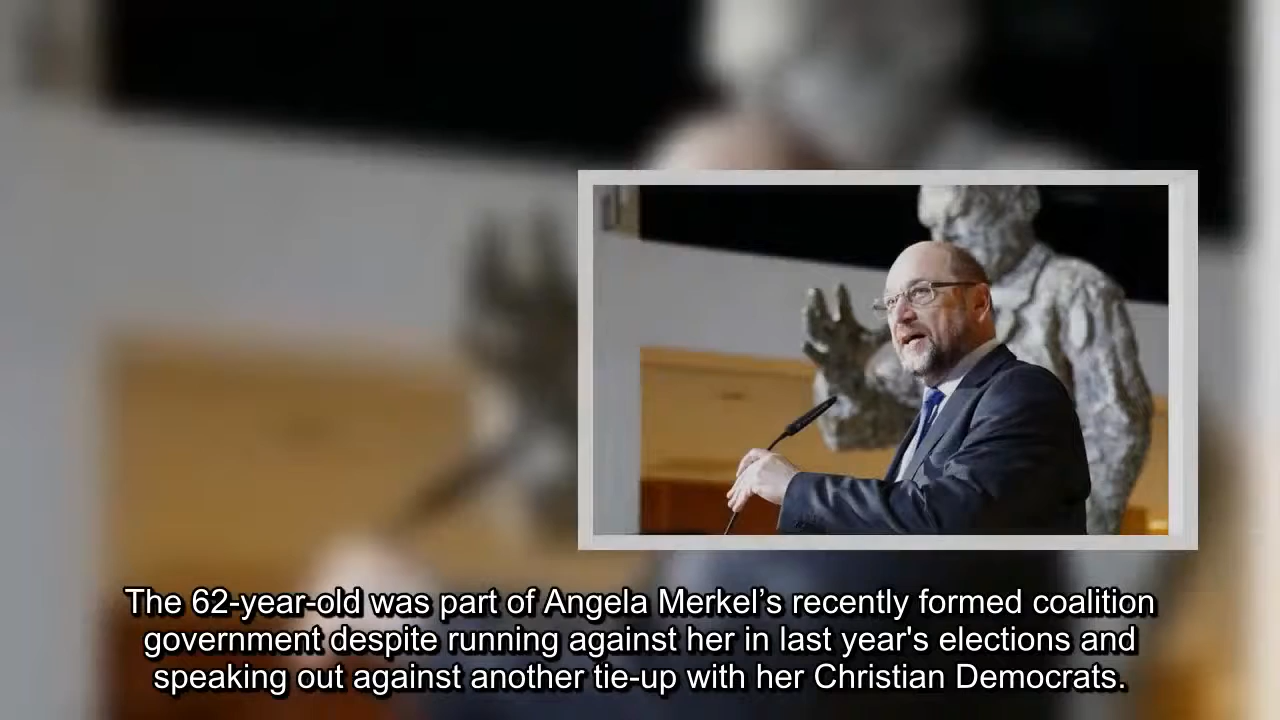 The 62-year-old was part of Angela Merkel’s recently formed coalition
government despite running against her in last year's elections and
speaking out against another tie-up with her Christian Democrats.